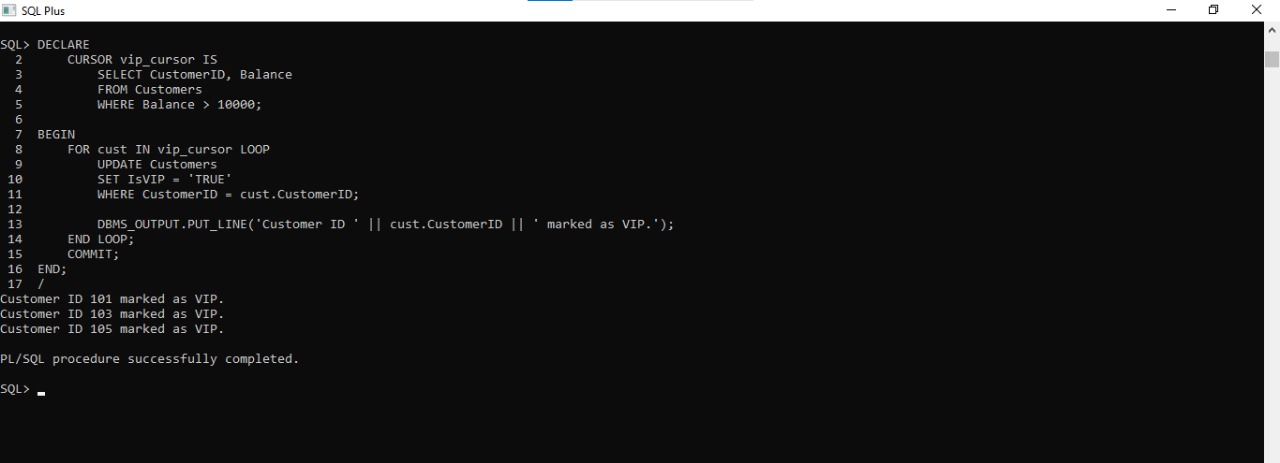 SQL Plus
SQL> DECLARE
  2      CURSOR vip_cursor IS
  3          SELECT CustomerID, Balance
  4          FROM Customers
  5          WHERE Balance > 10000;
  6
  7  BEGIN
  8      FOR cust IN vip_cursor LOOP
  9          UPDATE Customers
 10          SET IsVIP = 'TRUE'
 11          WHERE CustomerID = cust.CustomerID;
 12
 13          DBMS_OUTPUT.PUT_LINE('Customer ID ' || cust.CustomerID || ' marked as VIP.');
 14      END LOOP;
 15      COMMIT;
 16  END;
 17  /
Customer ID 101 marked as VIP.
Customer ID 103 marked as VIP.
Customer ID 105 marked as VIP.
PL/SQL procedure successfully completed.
SQL>